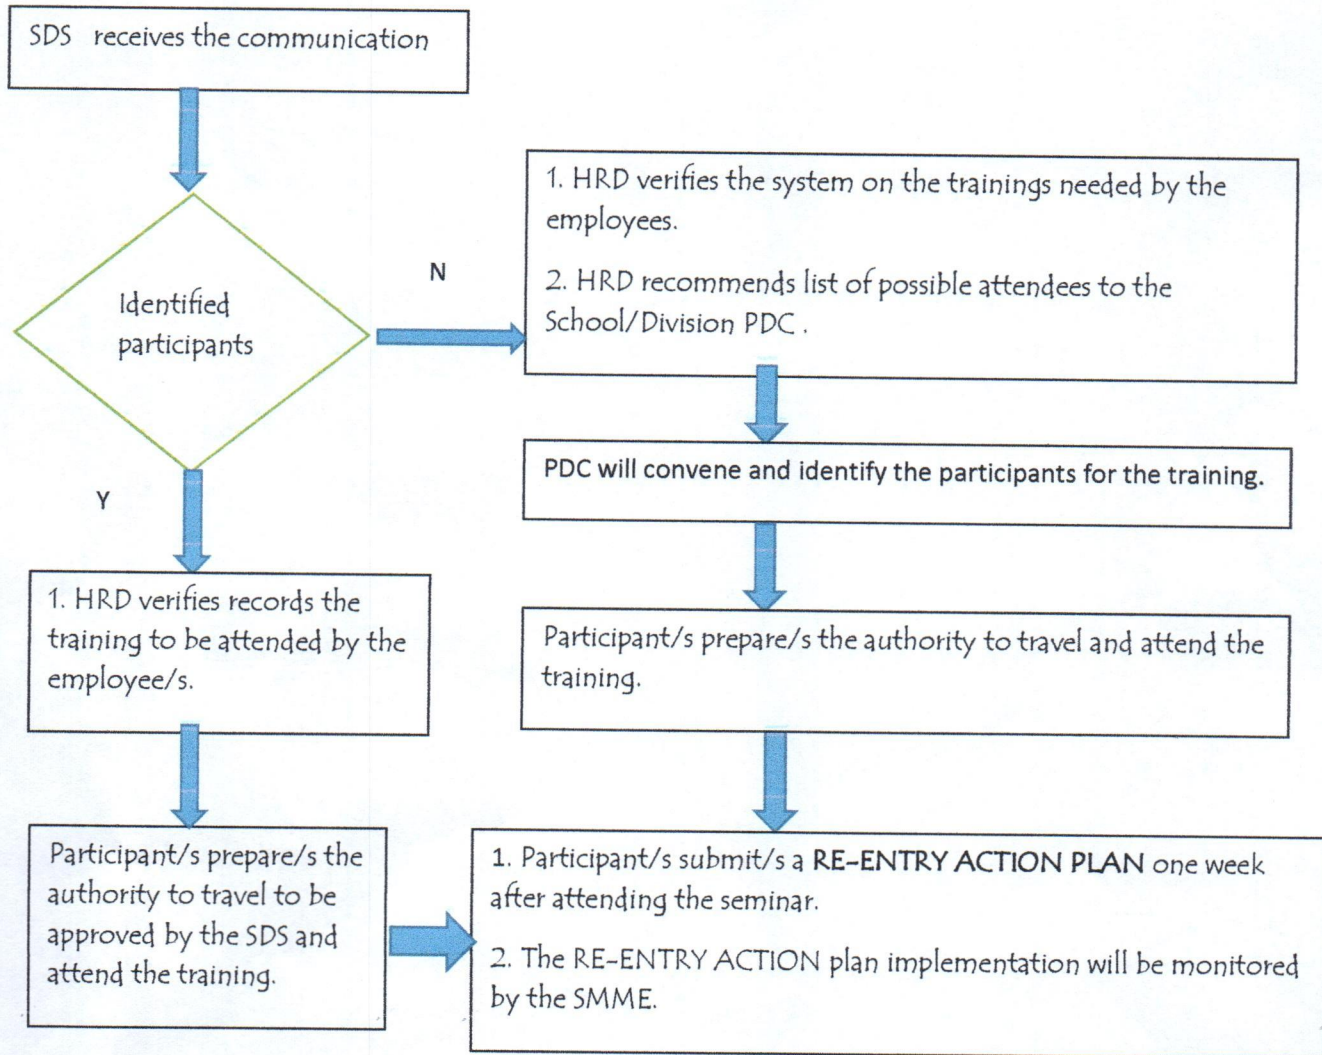 SDS receives the communication
Identified
participants
N
1. HRD verifies the system on the trainings needed by the
employees.
2. HRD recommends list of possible attendees to the
School/Division PDC .
PDC will convene and identify the participants for the training.
Y
1. HRD verifies records the
training to be attended by the
employee/s.
Participant/s prepare/s the authority to travel and attend the
training.
Participant/s prepare/s the
authority to travel to be
approved by the SDS and
attend the training.
1. Participant/s submit/s a RE-ENTRY ACTION PLAN one week
after attending the seminar.
2. The RE-ENTRY ACTION plan implementation will be monitored
by the SMME.